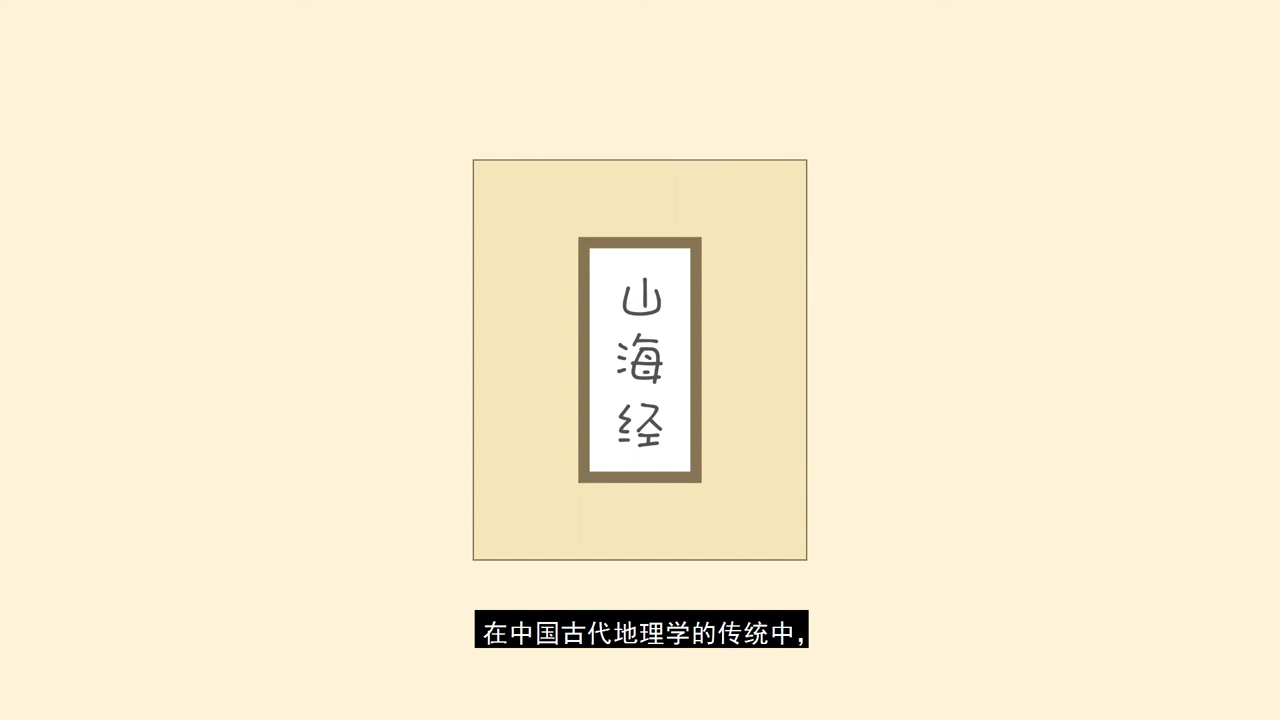 山海经
在中国古代地理学的传统中，